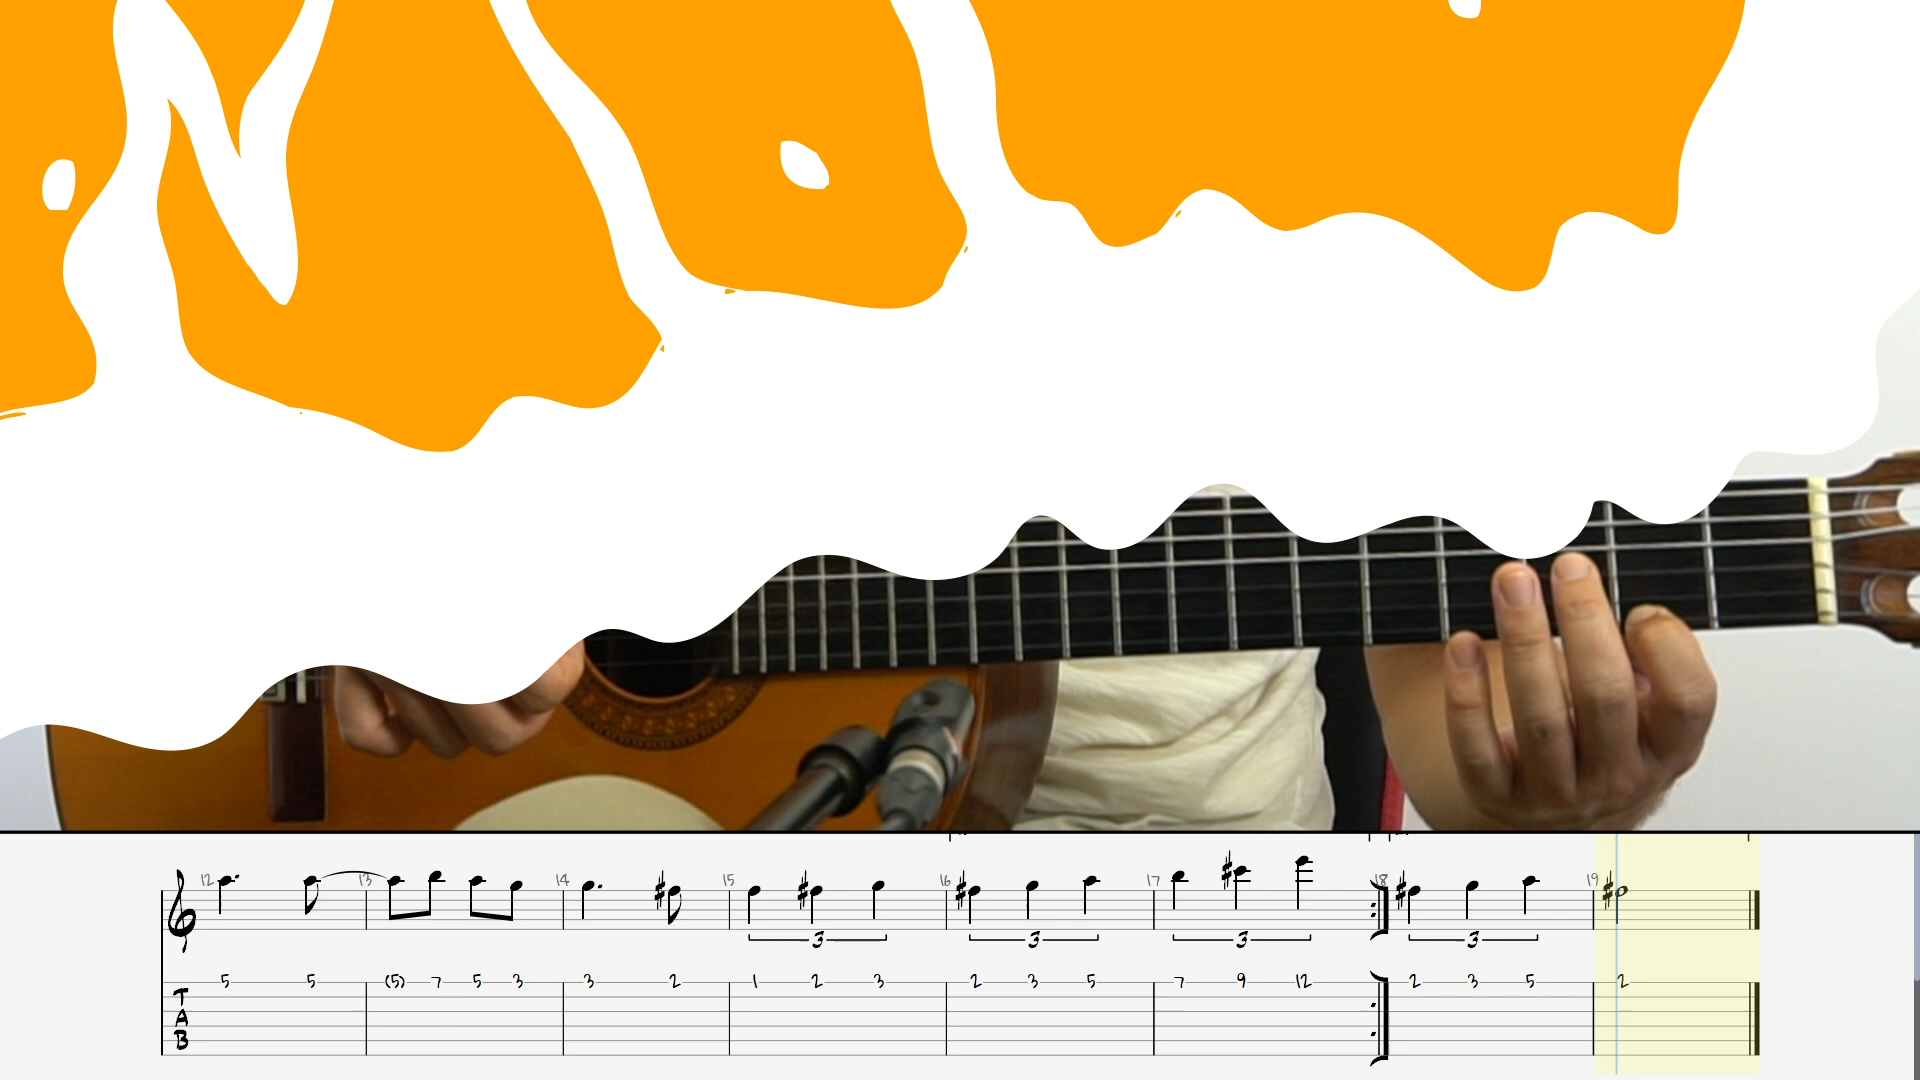 12 13 14 15 16 17 18 19
3 3 3 3
5 5 (5) 7 5 3 3 2 1 2 3 2 3 5 7 9 12 2 3 5 2
T
A
B